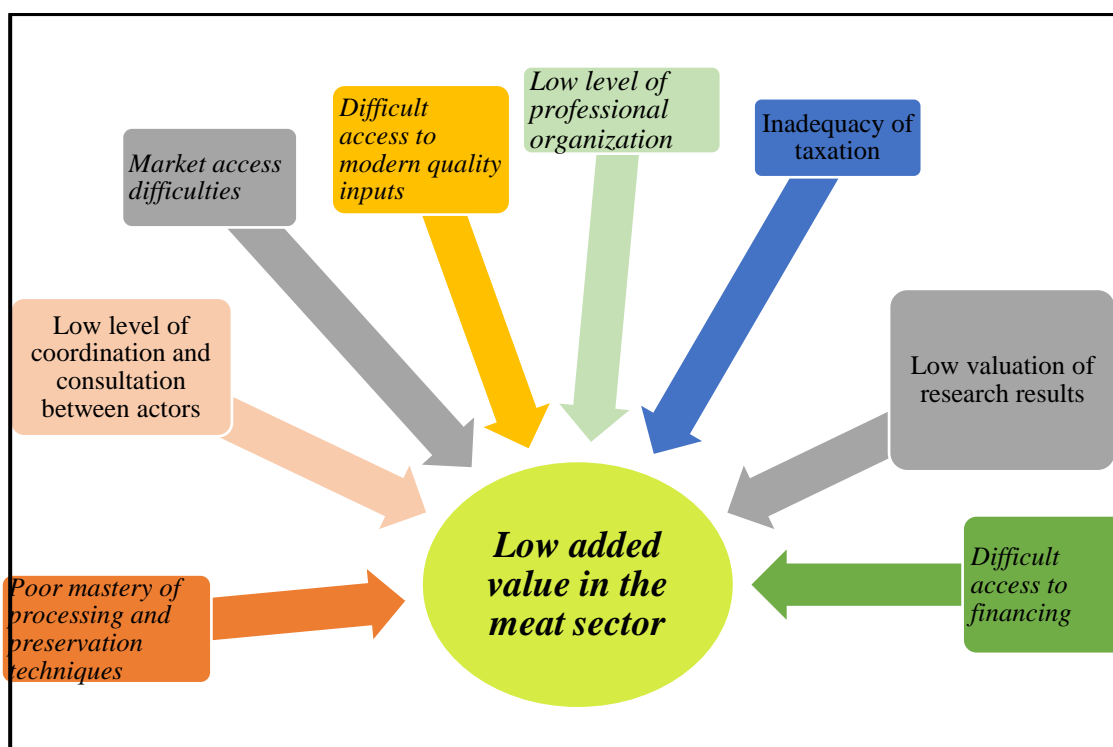 Low level of
professional
organization
Difficult
access to
modern quality
inputs
Inadequacy of
taxation
Market access
difficulties
Low level of
coordination and
consultation
between actors
Low valuation of
research results
Low added
value in the
meat sector
Poor mastery of
processing and
preservation
techniques
Difficult
access to
financing